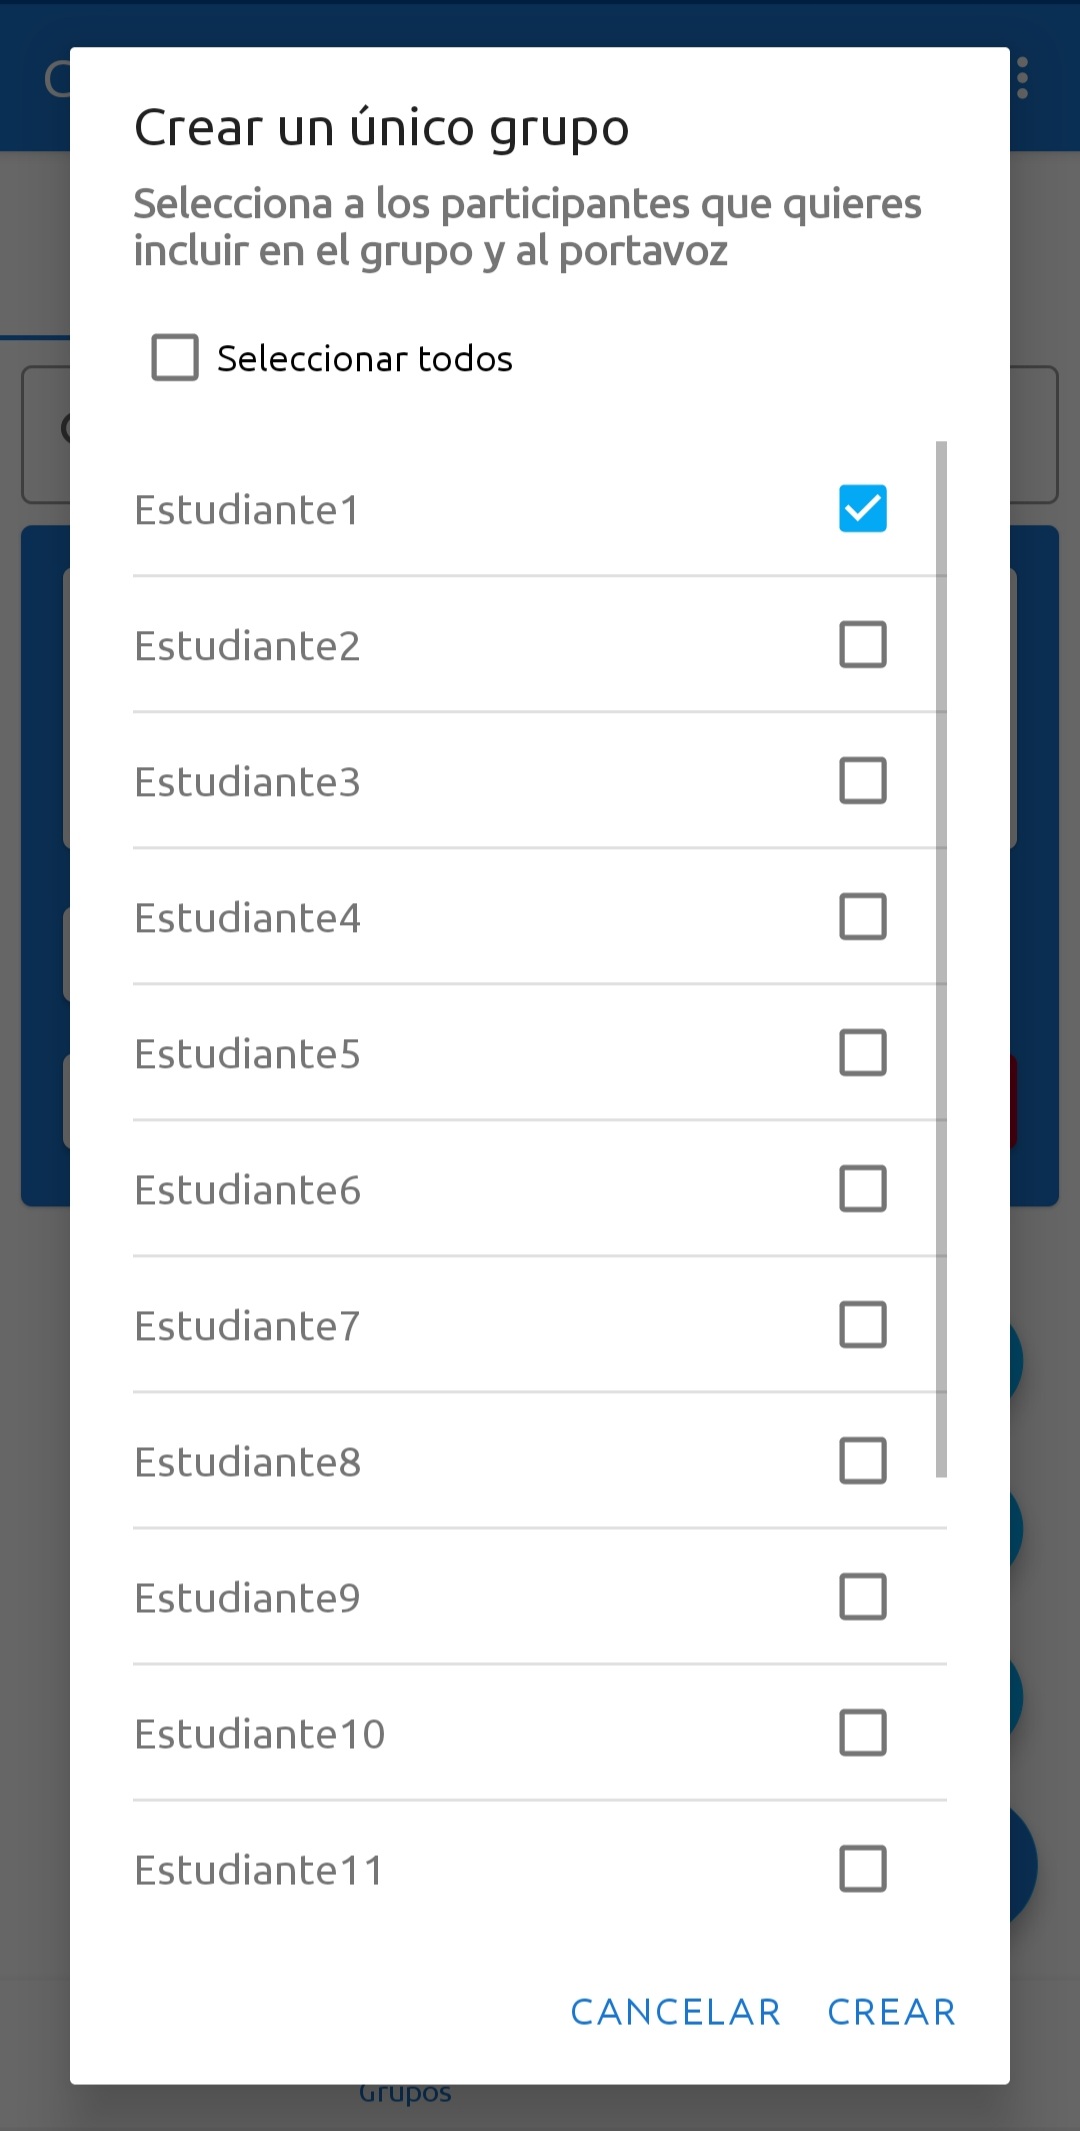 Crear un único grupo
Selecciona a los participantes que quieres
incluir en el grupo y al portavoz
Seleccionar todos
Estudiante1
Estudiante2
Estudiante3
Estudiante4
Estudiante5
Estudiante6
Estudiante7
Estudiante8
Estudiante9
Estudiante10
Estudiante11
CANCELAR CREAR
Grupos